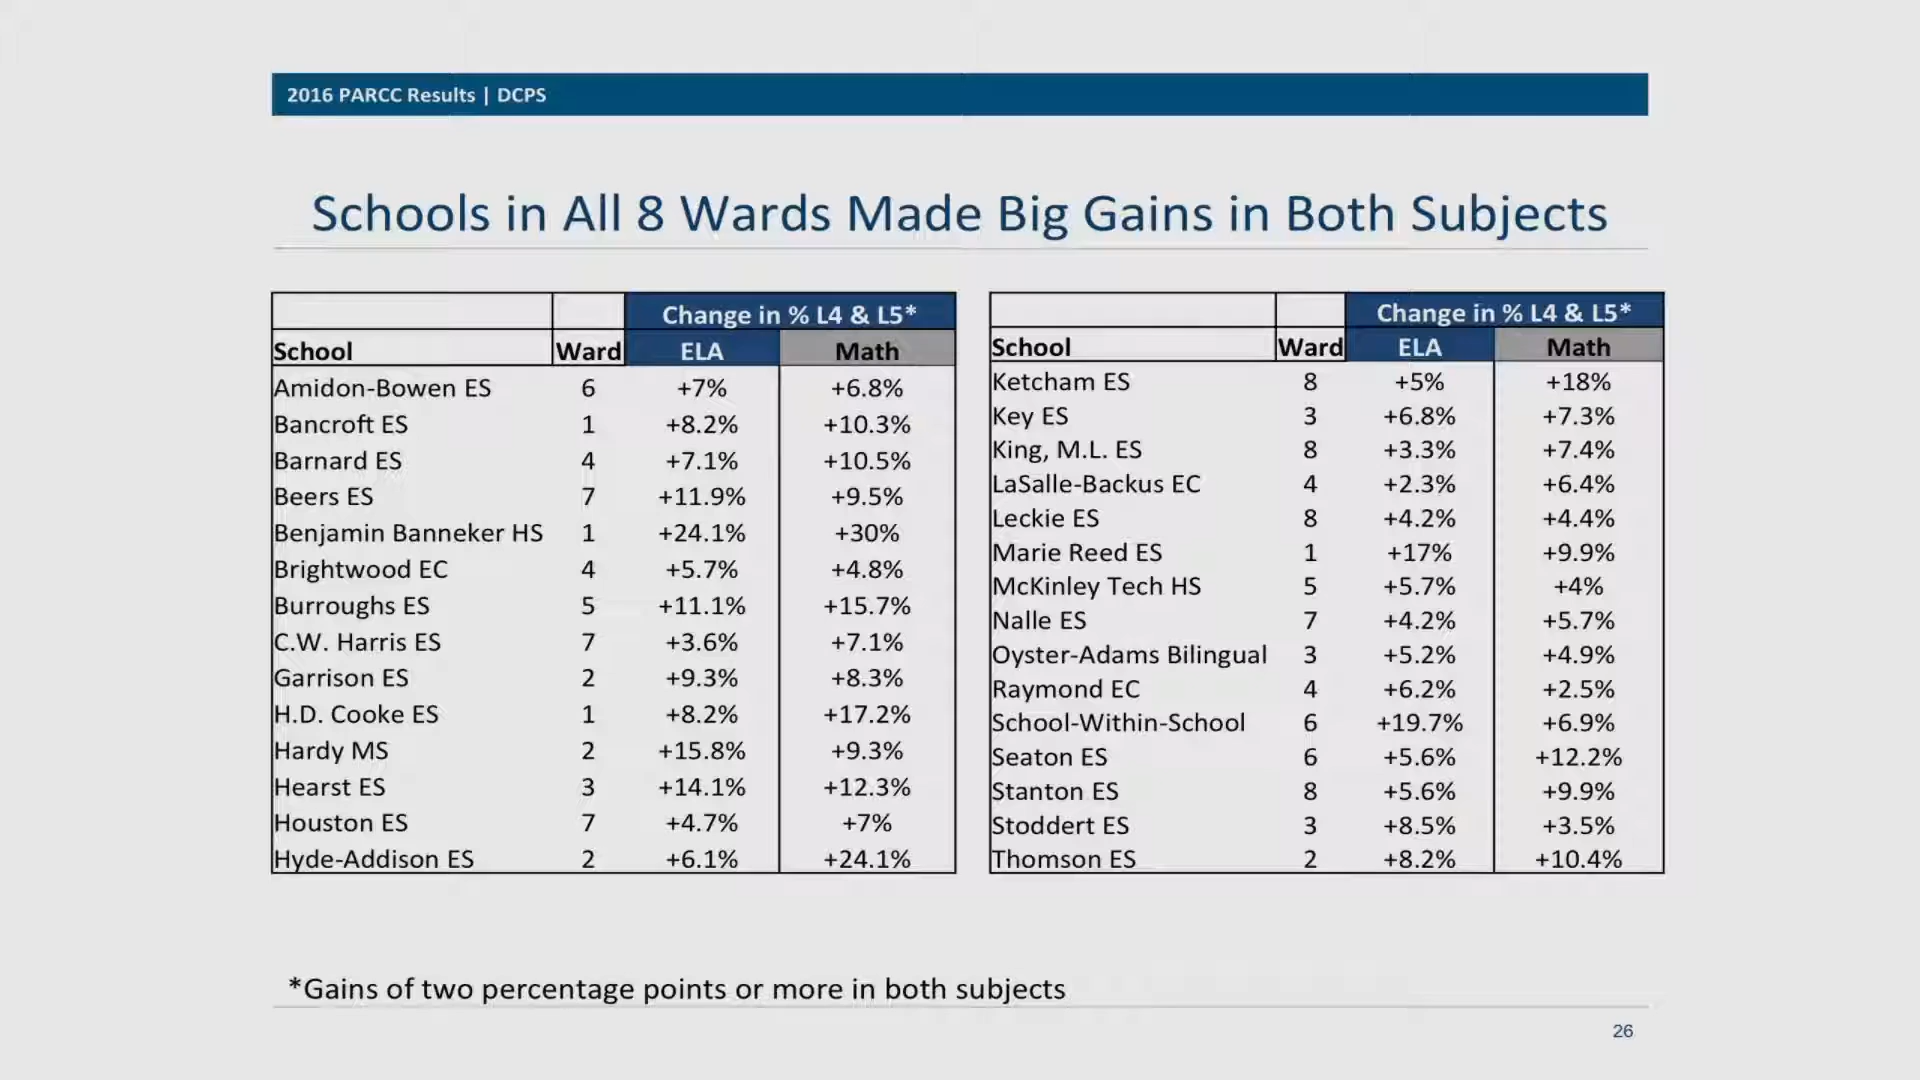 2016 PARCC Results | DCPS
Schools in All 8 Wards Made Big Gains in Both Subjects
Change in % L4 & L5*
School Ward ELA Math
Amidon-Bowen ES 6 +7% +6.8%
Bancroft ES 1 +8.2% +10.3%
Barnard ES 4 +7.1% +10.5%
Beers ES 7 +11.9% +9.5%
Benjamin Banneker HS 1 +24.1% +30%
Brightwood EC 4 +5.7% +4.8%
Burroughs ES 5 +11.1% +15.7%
C.W. Harris ES 7 +3.6% +7.1%
Garrison ES 2 +9.3% +8.3%
H.D. Cooke ES 1 +8.2% +17.2%
Hardy MS 2 +15.8% +9.3%
Hearst ES 3 +14.1% +12.3%
Houston ES 7 +4.7% +7%
Hyde-Addison ES 2 +6.1% +24.1%
Change in % L4 & L5*
School Ward ELA Math
Ketcham ES 8 +5% +18%
Key ES 3 +6.8% +7.3%
King, M.L. ES 8 +3.3% +7.4%
LaSalle-Backus EC 4 +2.3% +6.4%
Leckie ES 8 +4.2% +4.4%
Marie Reed ES 1 +17% +9.9%
McKinley Tech HS 5 +5.7% +4%
Nalle ES 7 +4.2% +5.7%
Oyster-Adams Bilingual 3 +5.2% +4.9%
Raymond EC 4 +6.2% +2.5%
School-Within-School 6 +19.7% +6.9%
Seaton ES 6 +5.6% +12.2%
Stanton ES 8 +5.6% +9.9%
Stoddert ES 3 +8.5% +3.5%
Thomson ES 2 +8.2% +10.4%
*Gains of two percentage points or more in both subjects
26